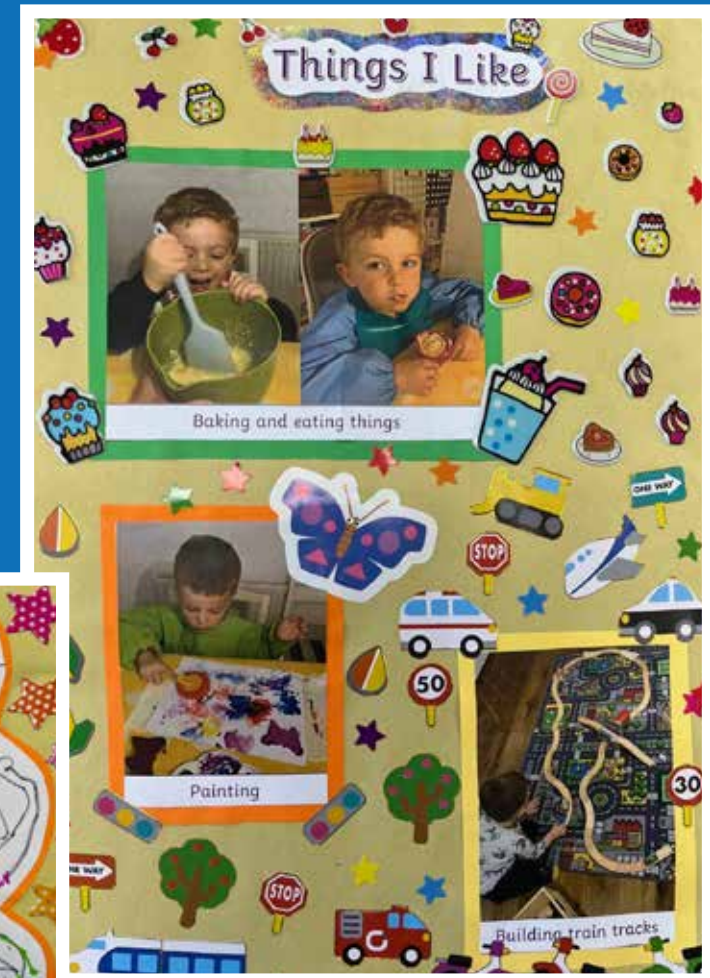 Things I Like
Baking and eating things
ONE WAY
STOP
50
Painting
30
ONE WAY
STOP
Building train tracks